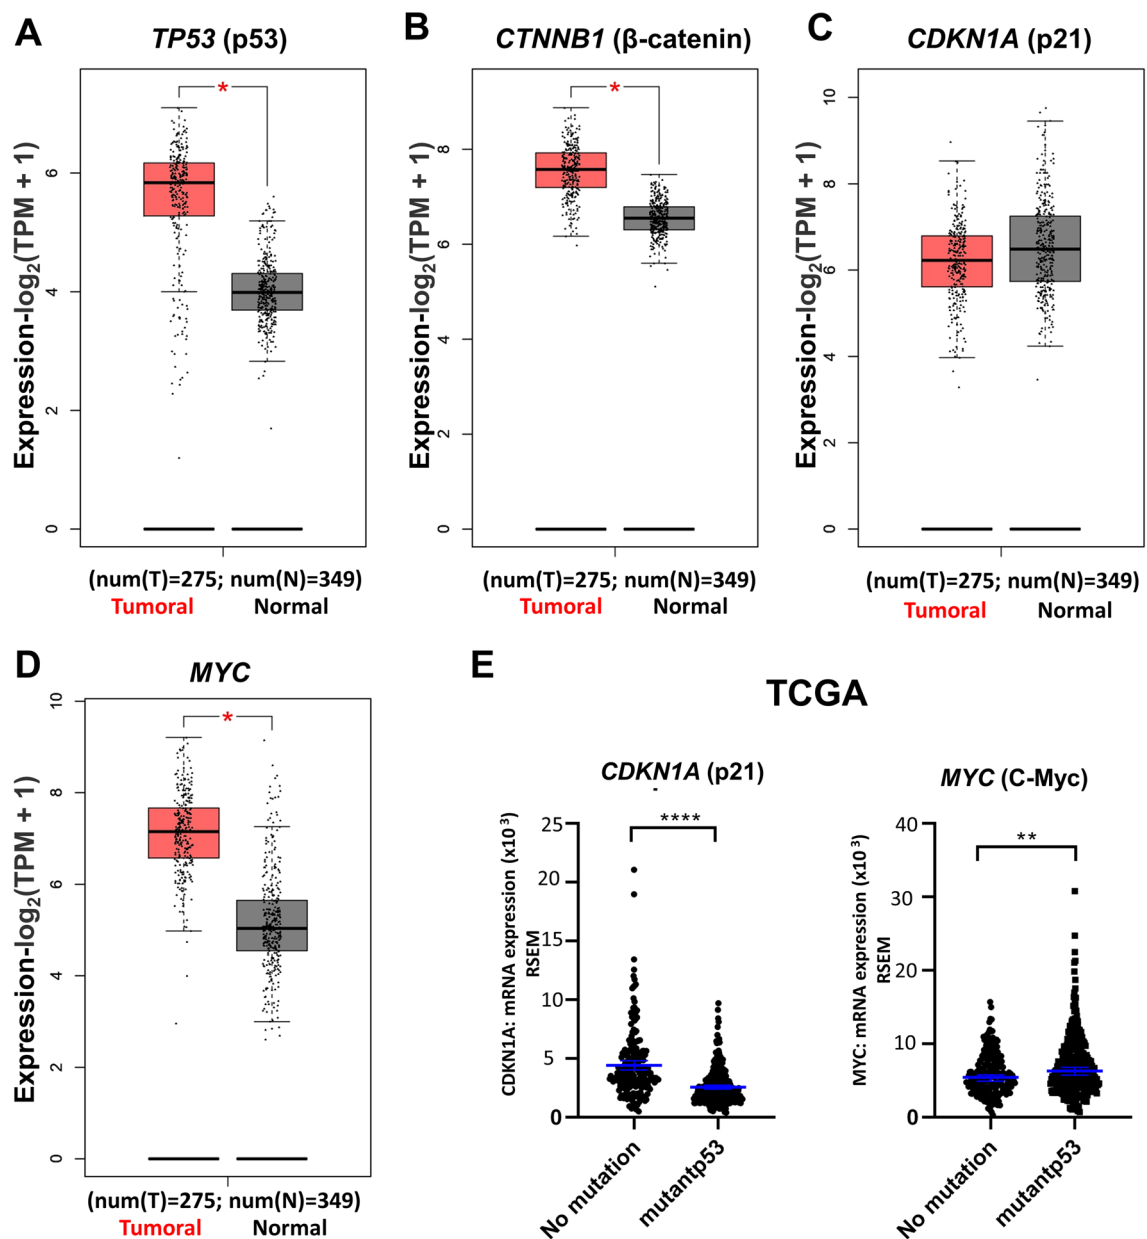 A
TP53 (p53)
*
Expression-log2(TPM + 1)
6
4
2
0
(num(T)=275; num(N)=349)
Tumoral Normal
B
CTNNB1 (β-catenin)
*
Expression-log2(TPM + 1)
8
6
4
2
0
(num(T)=275; num(N)=349)
Tumoral Normal
C
CDKN1A (p21)
Expression-log2(TPM + 1)
10
8
6
4
2
0
(num(T)=275; num(N)=349)
Tumoral Normal
D
MYC
*
Expression-log2(TPM + 1)
10
8
6
4
2
0
(num(T)=275; num(N)=349)
Tumoral Normal
E
TCGA
CDKN1A (p21)
****
CDKN1A: mRNA expression (x10 3)
RSEM
25
20
15
10
5
0
No mutation
mutantp53
MYC (C-Myc)
**
MYC: mRNA expression (x10 3)
RSEM
40
30
20
10
0
No mutation
mutantp53